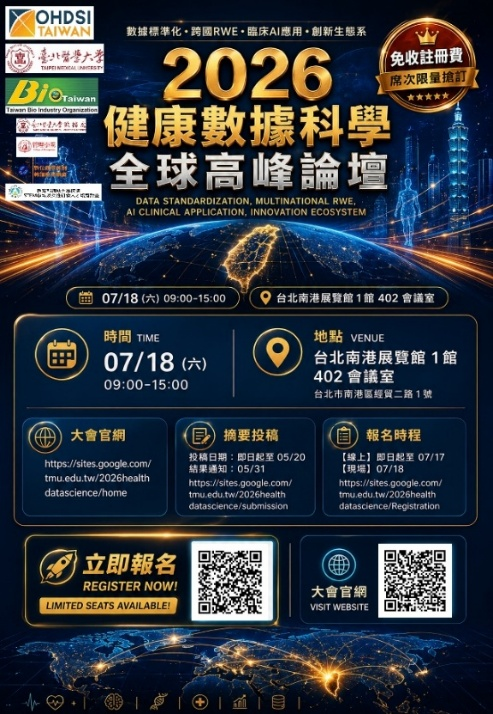 OHDSI
TAIWAN
臺北醫學大學
TAIPEI MEDICAL UNIVERSITY
BioTaiwan
Taiwan Bio Industry Organization
數據標準化・跨國RWE・臨床AI應用・創新生態系
免收註冊費
席次限量搶訂
2026
健康數據科學
全球高峰論壇
DATA STANDARDIZATION, MULTINATIONAL RWE,
AI CLINICAL APPLICATION, INNOVATION ECOSYSTEM
07/18 (六) 09:00-15:00
台北南港展覽館1館 402 會議室
時間 TIME
07/18 (六)
09:00-15:00
地點 VENUE
台北南港展覽館 1館
402 會議室
台北市南港區經貿二路1號
大會官網
https://sites.google.com/
tmu.edu.tw/2026health
datascience/home
摘要投稿
投稿日期：即日起至 05/20
結果通知：05/31
https://sites.google.com/
tmu.edu.tw/2026health
datascience/submission
報名時程
【線上】即日起至 07/17
【現場】07/18
https://sites.google.com/
tmu.edu.tw/2026health
datascience/Registration
立即報名
REGISTER NOW!
LIMITED SEATS AVAILABLE!
大會官網
VISIT WEBSITE